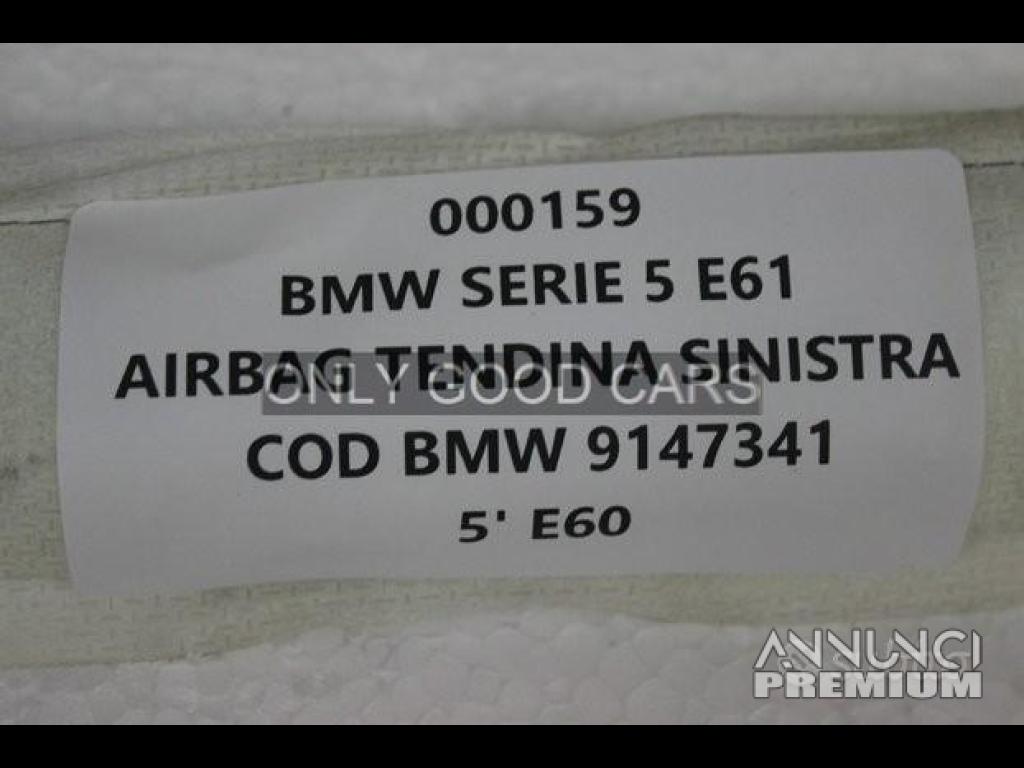 000159
BMW SERIE 5 E61
AIRBAG TENDINA SINISTRA
ONLY GOOD CARS
COD BMW 9147341
5' E60
ANNUNCI
PREMIUM